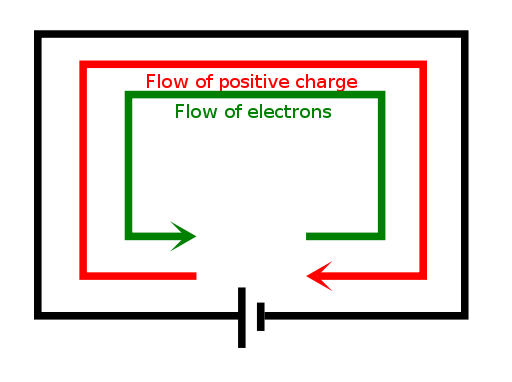 Flow of positive charge
Flow of electrons